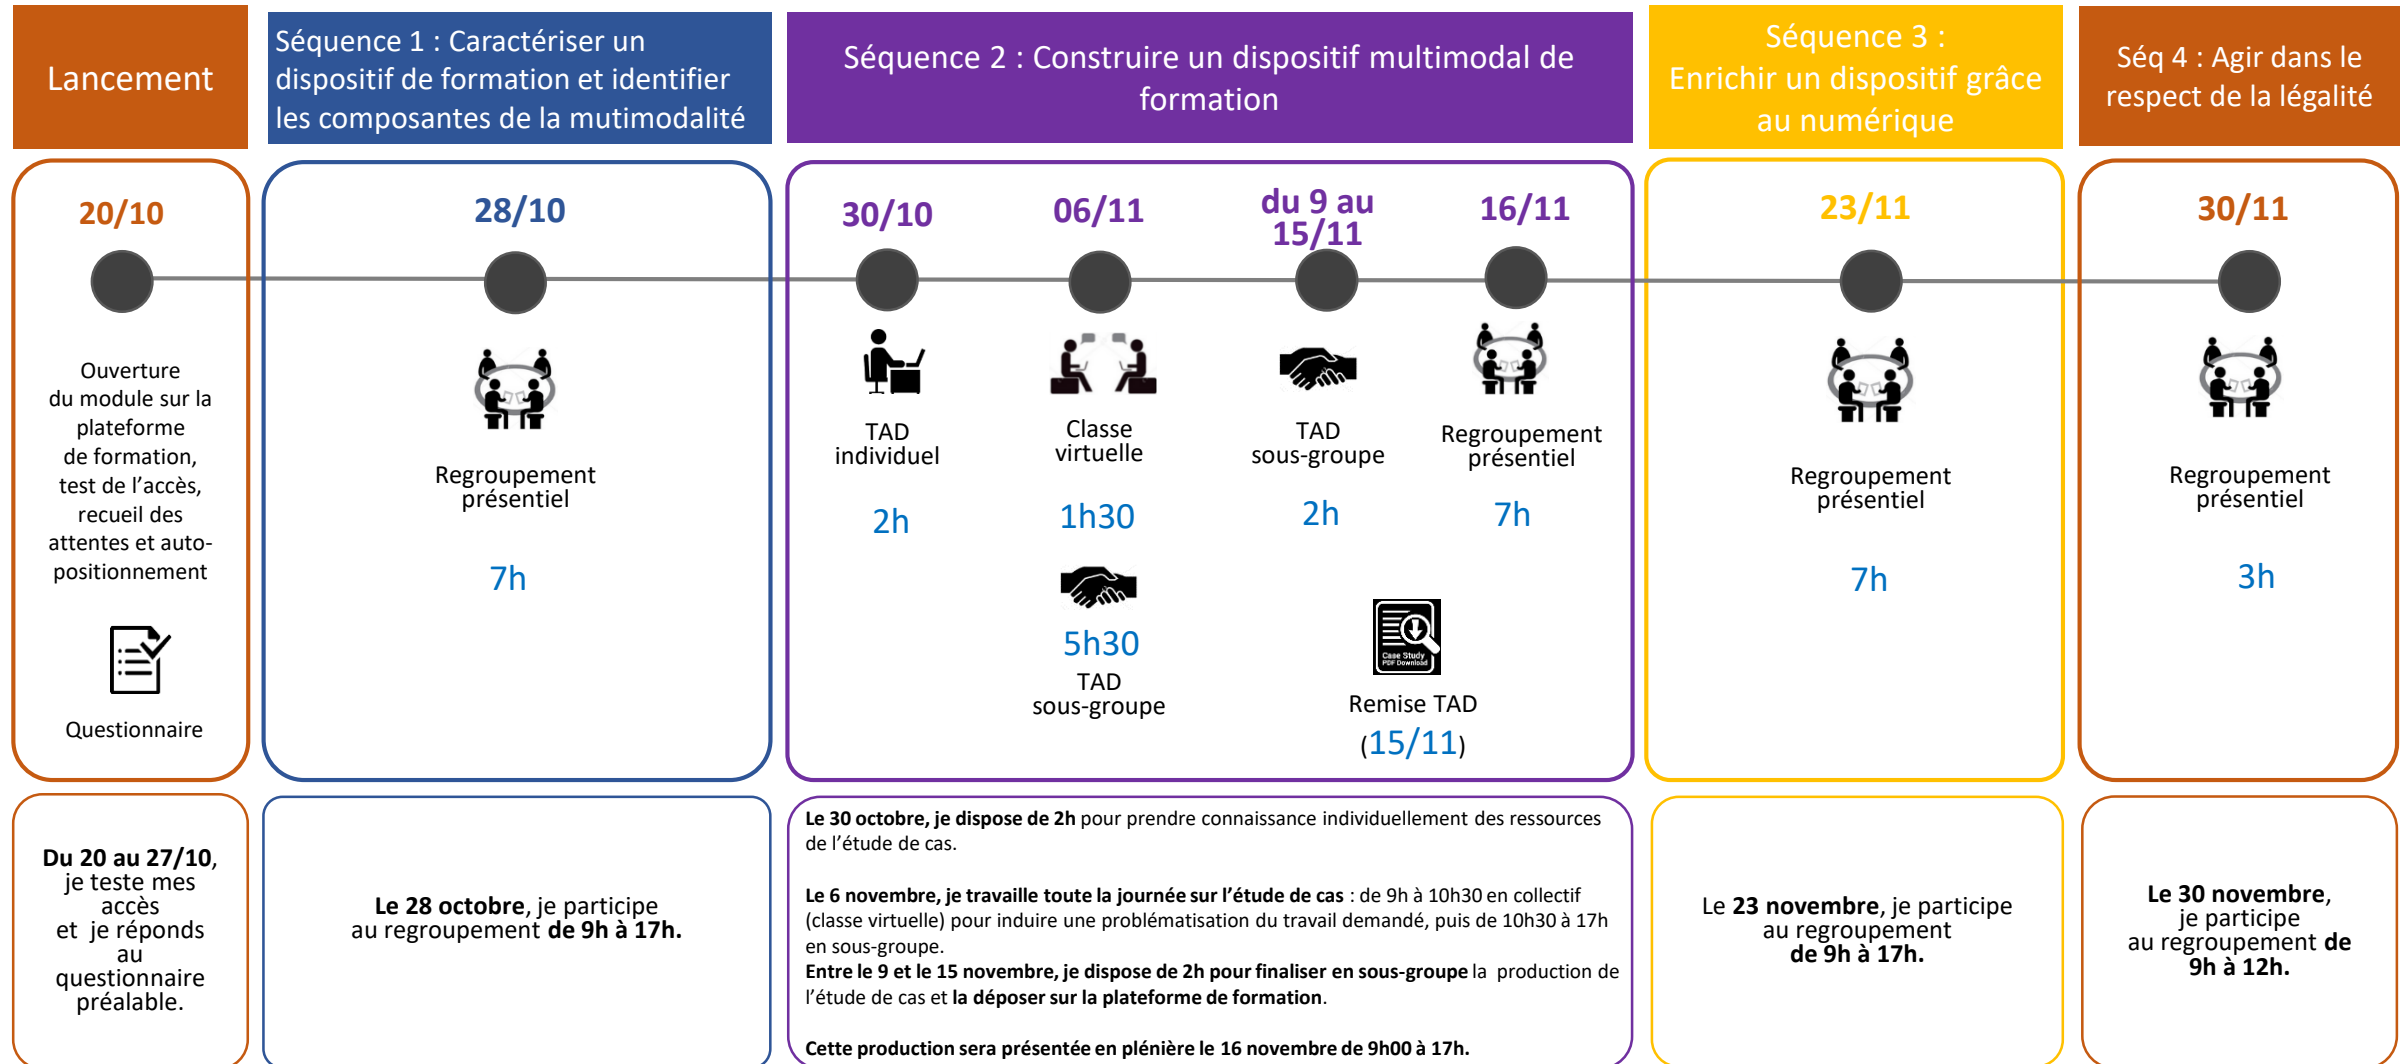 Lancement
Séquence 1 : Caractériser un
dispositif de formation et identifier
les composantes de la mutimodalité
Séquence 2 : Construire un dispositif multimodal de
formation
Séquence 3 :
Enrichir un dispositif grâce
au numérique
Séq 4 : Agir dans le
respect de la légalité
20/10
Ouverture
du module sur la
plateforme
de formation,
test de l’accès,
recueil des
attentes et auto-
positionnement
Questionnaire
28/10
Regroupement
présentiel
7h
30/10
TAD
individuel
2h
06/11
Classe
virtuelle
1h30
5h30
TAD
sous-groupe
du 9 au
15/11
TAD
sous-groupe
2h
Case Study
PDF Download
Remise TAD
(15/11)
16/11
Regroupement
présentiel
7h
23/11
Regroupement
présentiel
7h
30/11
Regroupement
présentiel
3h
Du 20 au 27/10,
je teste mes
accès
et je réponds
au
questionnaire
préalable.
Le 28 octobre, je participe
au regroupement de 9h à 17h.
Le 30 octobre, je dispose de 2h pour prendre connaissance individuellement des ressources
de l’étude de cas.
Le 6 novembre, je travaille toute la journée sur l’étude de cas : de 9h à 10h30 en collectif
(classe virtuelle) pour induire une problématisation du travail demandé, puis de 10h30 à 17h
en sous-groupe.
Entre le 9 et le 15 novembre, je dispose de 2h pour finaliser en sous-groupe la production de
l’étude de cas et la déposer sur la plateforme de formation.
Cette production sera présentée en plénière le 16 novembre de 9h00 à 17h.
Le 23 novembre, je participe
au regroupement
de 9h à 17h.
Le 30 novembre,
je participe
au regroupement de
9h à 12h.